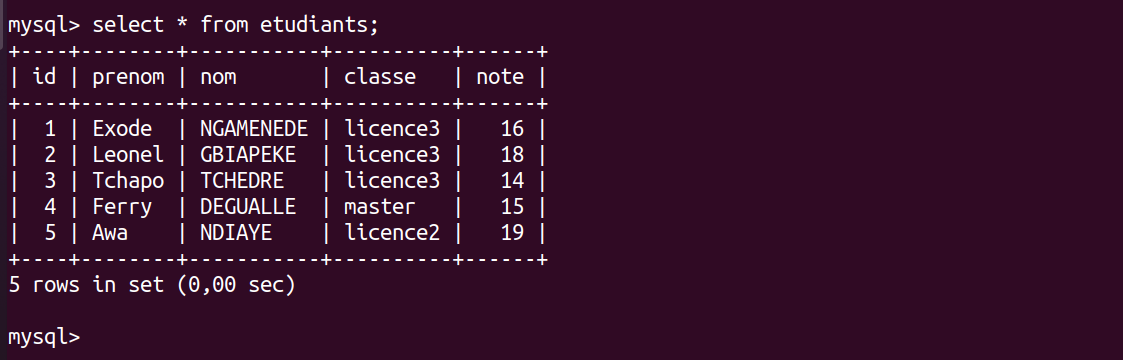 mysql> select * from etudiants;
+----+--------+-----------+----------+------+
| id | prenom | nom       | classe   | note |
+----+--------+-----------+----------+------+
|  1 | Exode  | NGAMENEDE | licence3 |   16 |
|  2 | Leonel | GBIAPEKE  | licence3 |   18 |
|  3 | Tchapo | TCHEDRE   | licence3 |   14 |
|  4 | Ferry  | DEGUALLE  | master   |   15 |
|  5 | Awa    | NDIAYE    | licence2 |   19 |
+----+--------+-----------+----------+------+
5 rows in set (0,00 sec)
mysql>